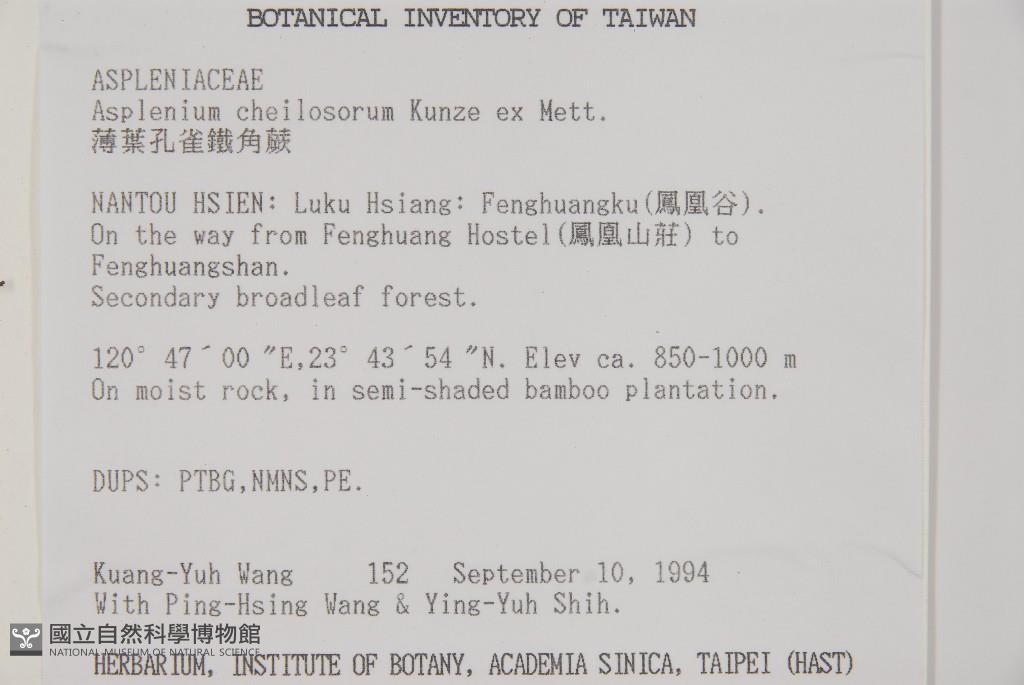 BOTANICAL INVENTORY OF TAIWAN
ASPLENIACEAE
Asplenium cheilosorum Kunze ex Mett.
薄葉孔雀鐵角蕨
NANTOU HSIEN: Luku Hsiang: Fenghuangku(鳳凰谷).
On the way from Fenghuang Hostel(鳳凰山莊) to
Fenghuangshan.
Secondary broadleaf forest.
120° 47´00 ″E,23° 43´54 ″N. Elev ca. 850-1000 m
On moist rock, in semi-shaded bamboo plantation.
DUPS: PTBG,NMNS,PE.
Kuang-Yuh Wang 152 September 10, 1994
With Ping-Hsing Wang & Ying-Yuh Shih.
國立自然科學博物館
NATIONAL MUSEUM OF NATURAL SCIENCE
HERBARIUM, INSTITUTE OF BOTANY, ACADEMIA SINICA, TAIPEI (HAST)